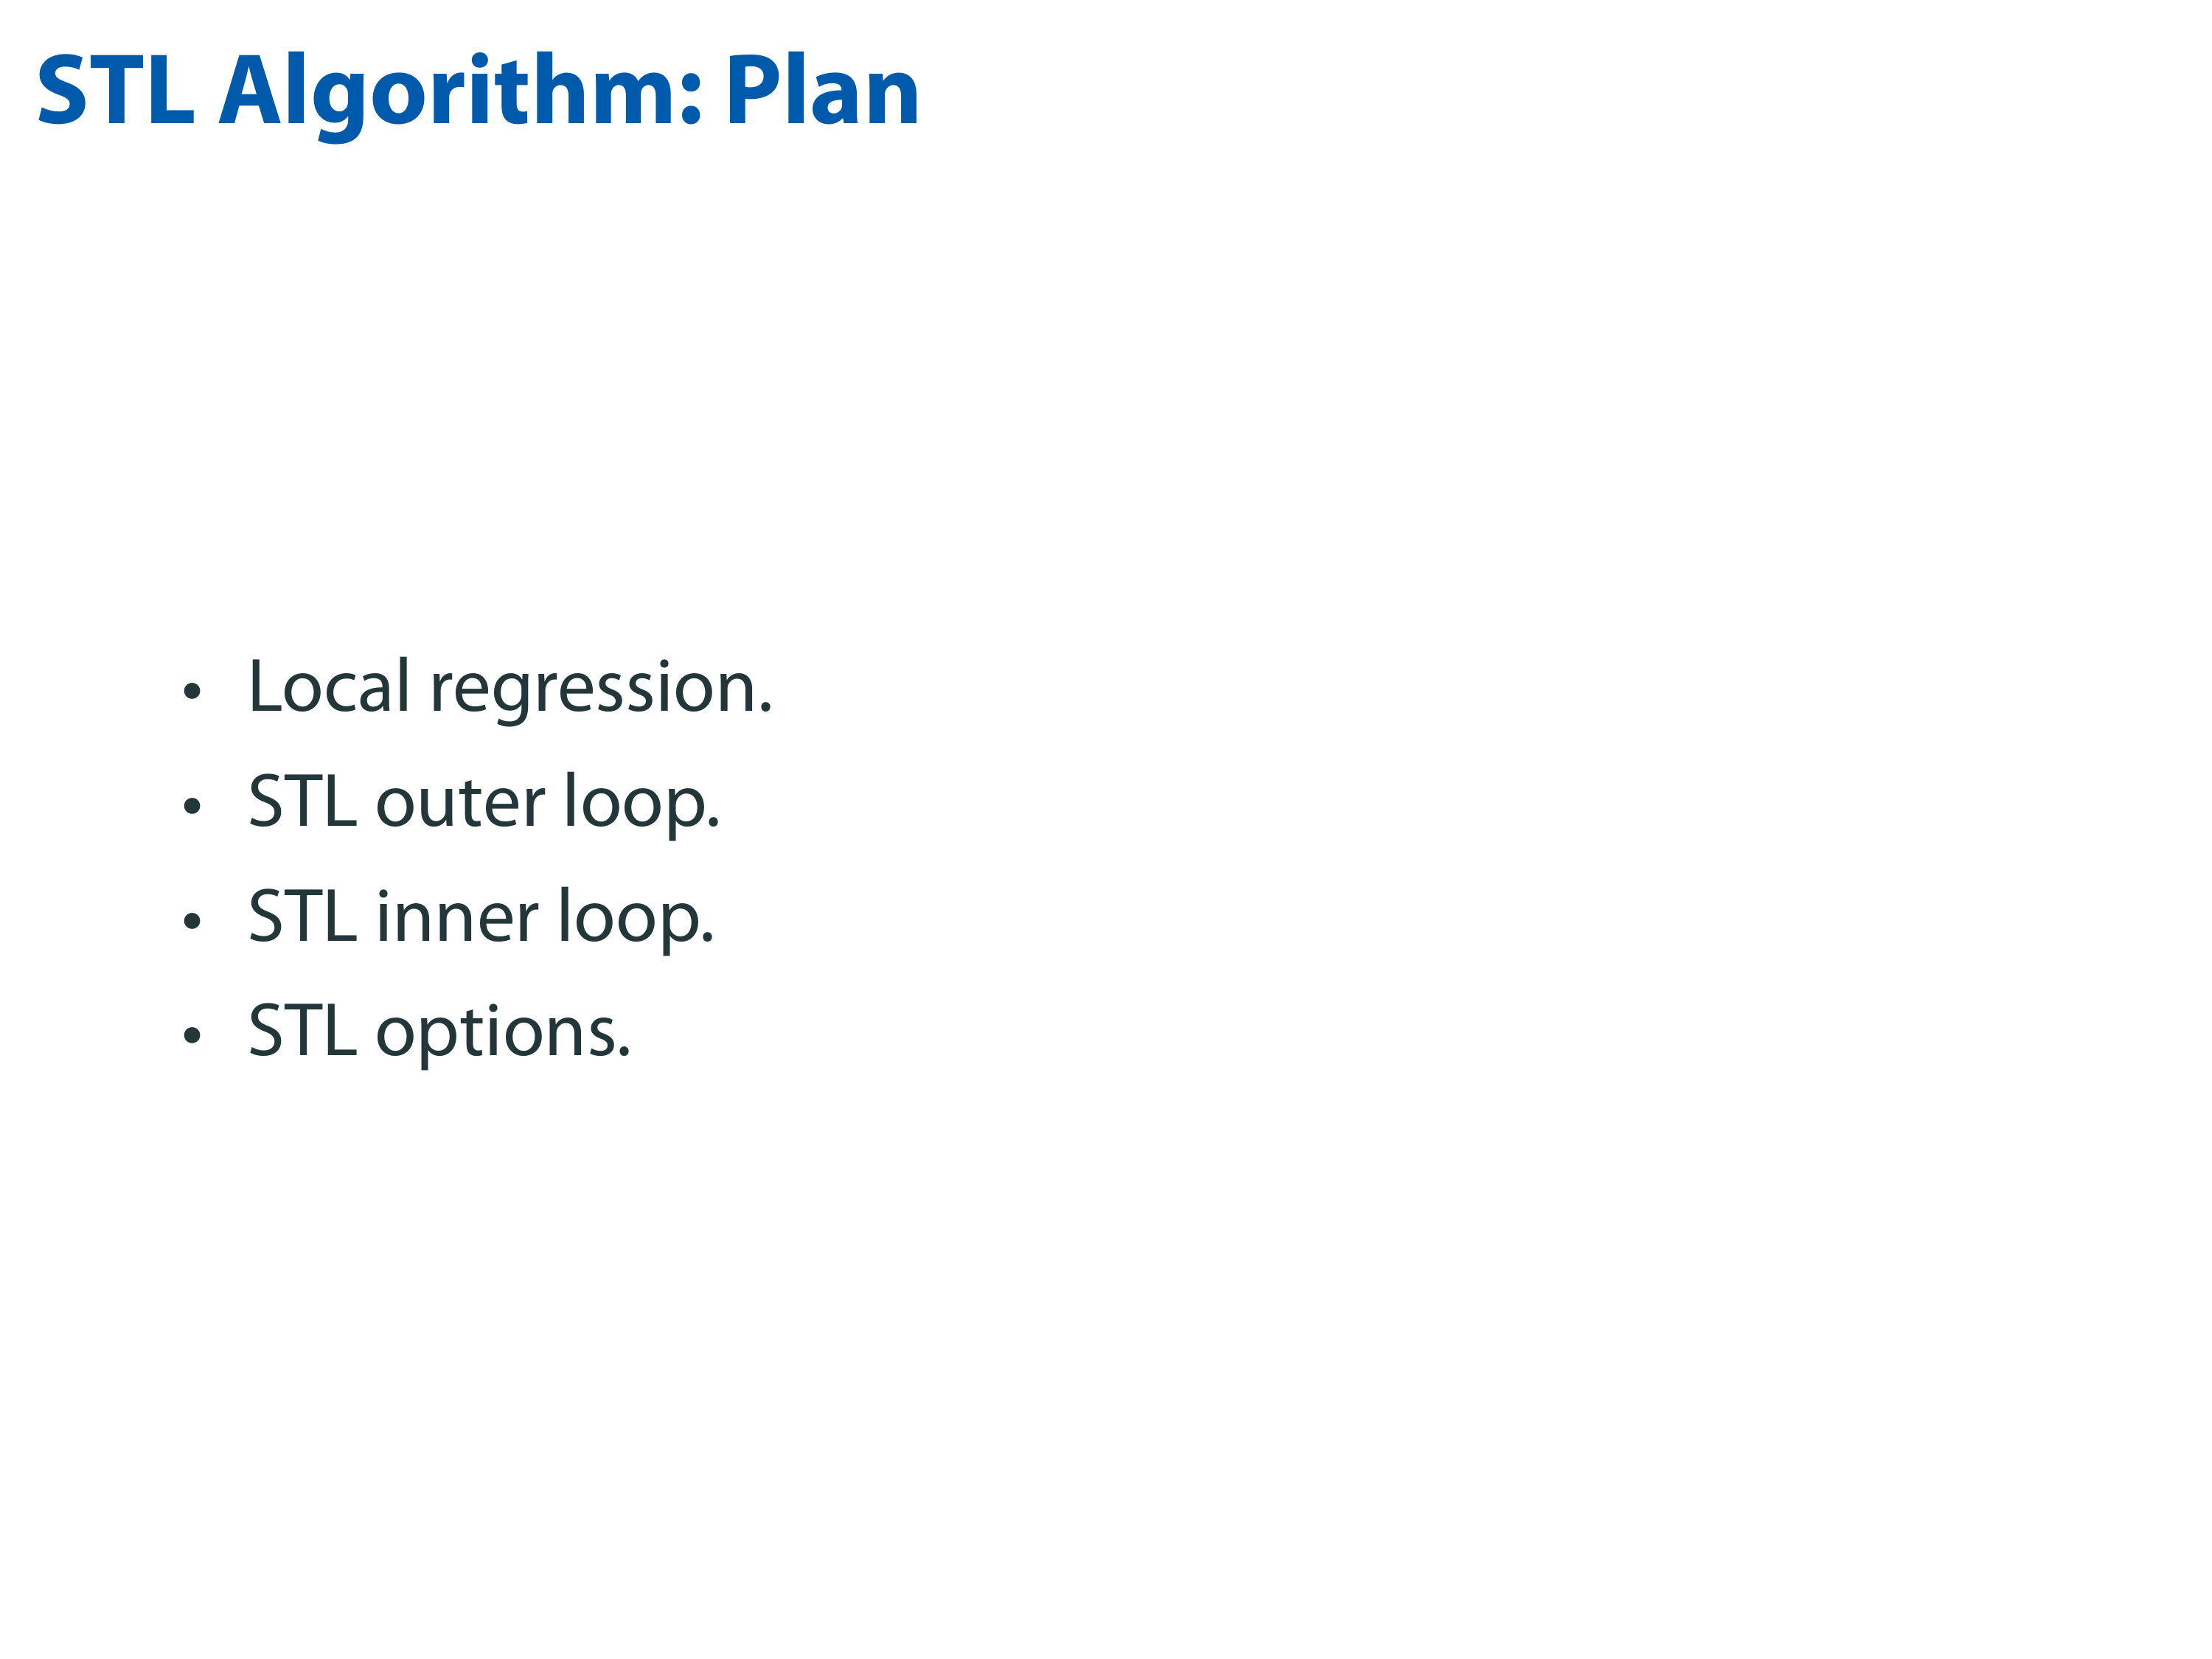 STL Algorithm: Plan
• Local regression.
• STL outer loop.
• STL inner loop.
• STL options.